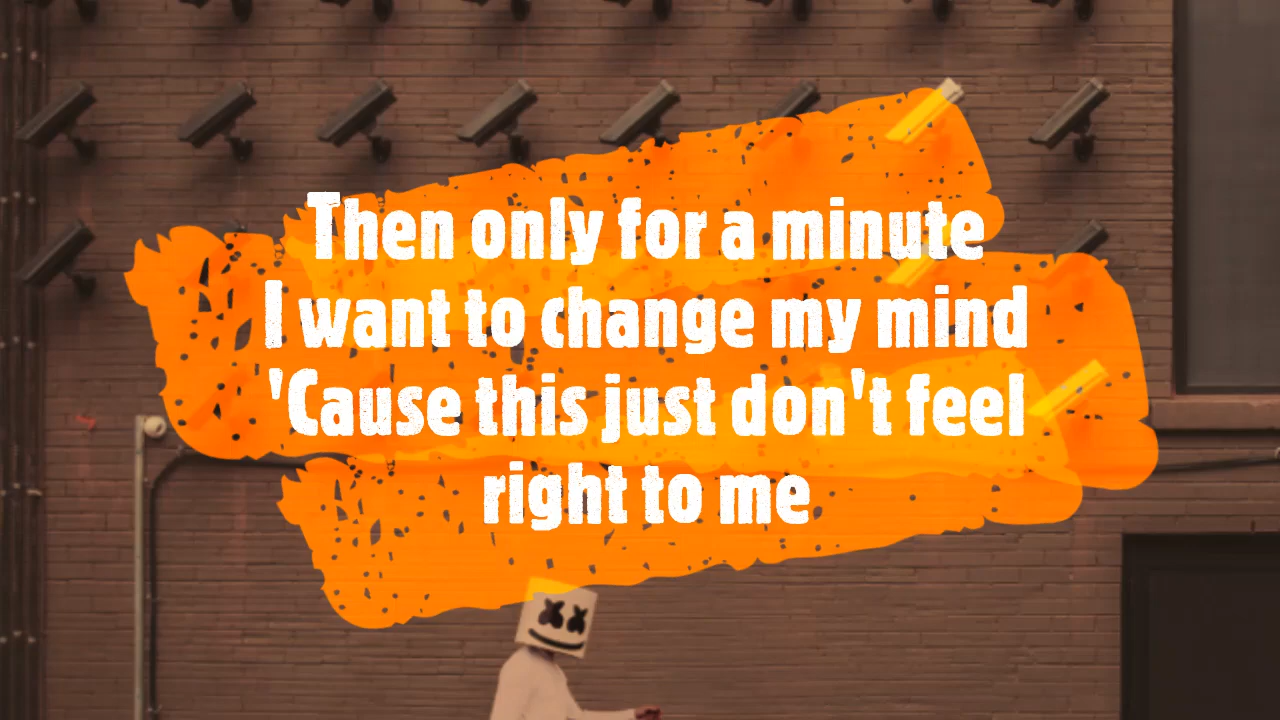 Then only for a minute
I want to change my mind
'Cause this just don't feel
right to me